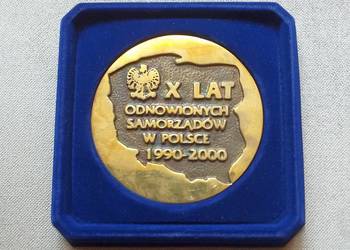 X LAT
ODNOWIONYCH
SAMORZĄDÓW
W POLSCE
1990-2000